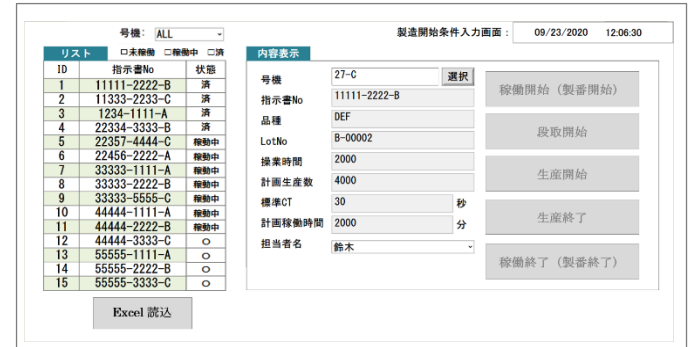 号機: ALL 製造開始条件入力画面: 09/23/2020 12:06:30
リスト □未稼働 □稼働中 □済 内容表示
ID 指示書No 状態
1 11111-2222-B 済
2 11333-2233-C 済
3 1234-1111-A 済
4 22334-3333-B 済
5 22357-4444-C 稼動中
6 22456-2222-A 稼動中
7 33333-1111-A 稼動中
8 33333-2222-B 稼動中
9 33333-5555-C 稼動中
10 44444-1111-A 稼動中
11 44444-2222-B 稼動中
12 44444-3333-C ○
13 55555-1111-A ○
14 55555-2222-B ○
15 55555-3333-C ○
Excel 読込
号機 27-C 選択
指示書No 11111-2222-B
品種 DEF
LotNo B-00002
操業時間 2000
計画生産数 4000
標準CT 30 秒
計画稼働時間 2000 分
担当者名 鈴木
稼働開始（製番開始）
段取開始
生産開始
生産終了
稼働終了（製番終了）